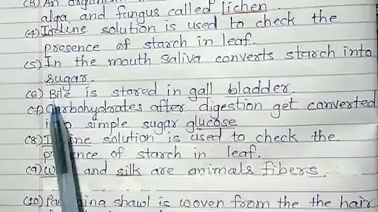 (3) An organism
alga and fungus called lichen.
(4) Iodine solution is used to check the
presence of starch in leaf.
(5) In the mouth saliva converts starch into
sugar.
(6) Bile is stored in gall bladder.
(7) Carbohydrates after digestion get converted
simple sugar glucose
(8) solution is used to check the
of starch in leaf.
(9) and silk are animals fibers.
(10) shawl is woven from the the hair